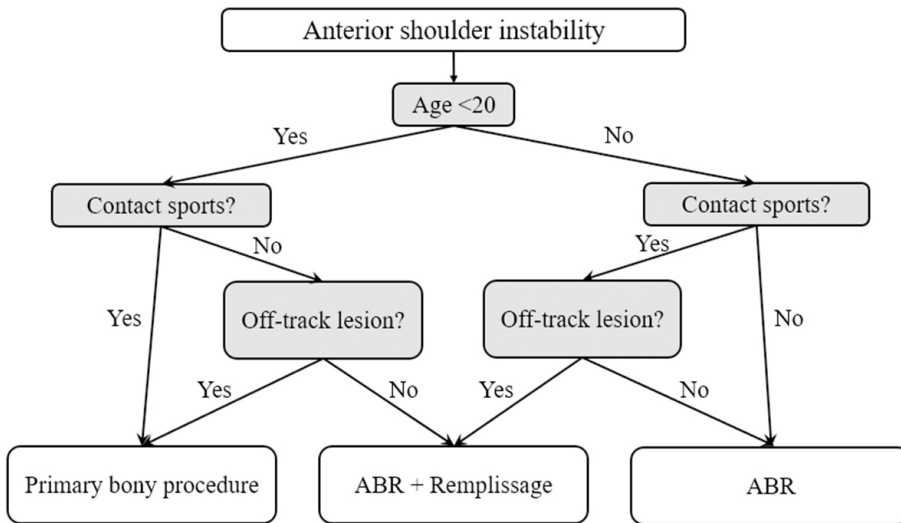 Anterior shoulder instability
Age <20
Yes
No
Contact sports?
Contact sports?
No
Yes
Yes
Off-track lesion?
Off-track lesion?
No
Yes
No
Yes
No
Primary bony procedure
ABR + Remplissage
ABR